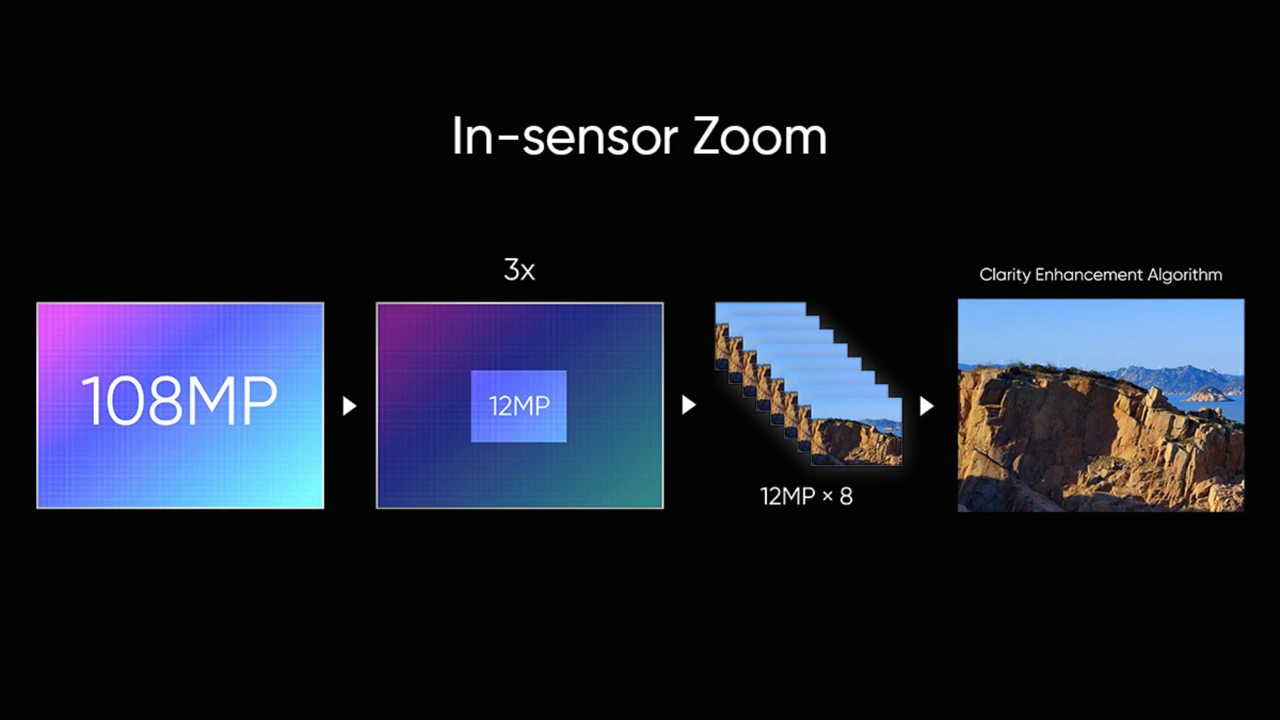 In-sensor Zoom
3x
Clarity Enhancement Algorithm
108MP
12MP
12MP × 8